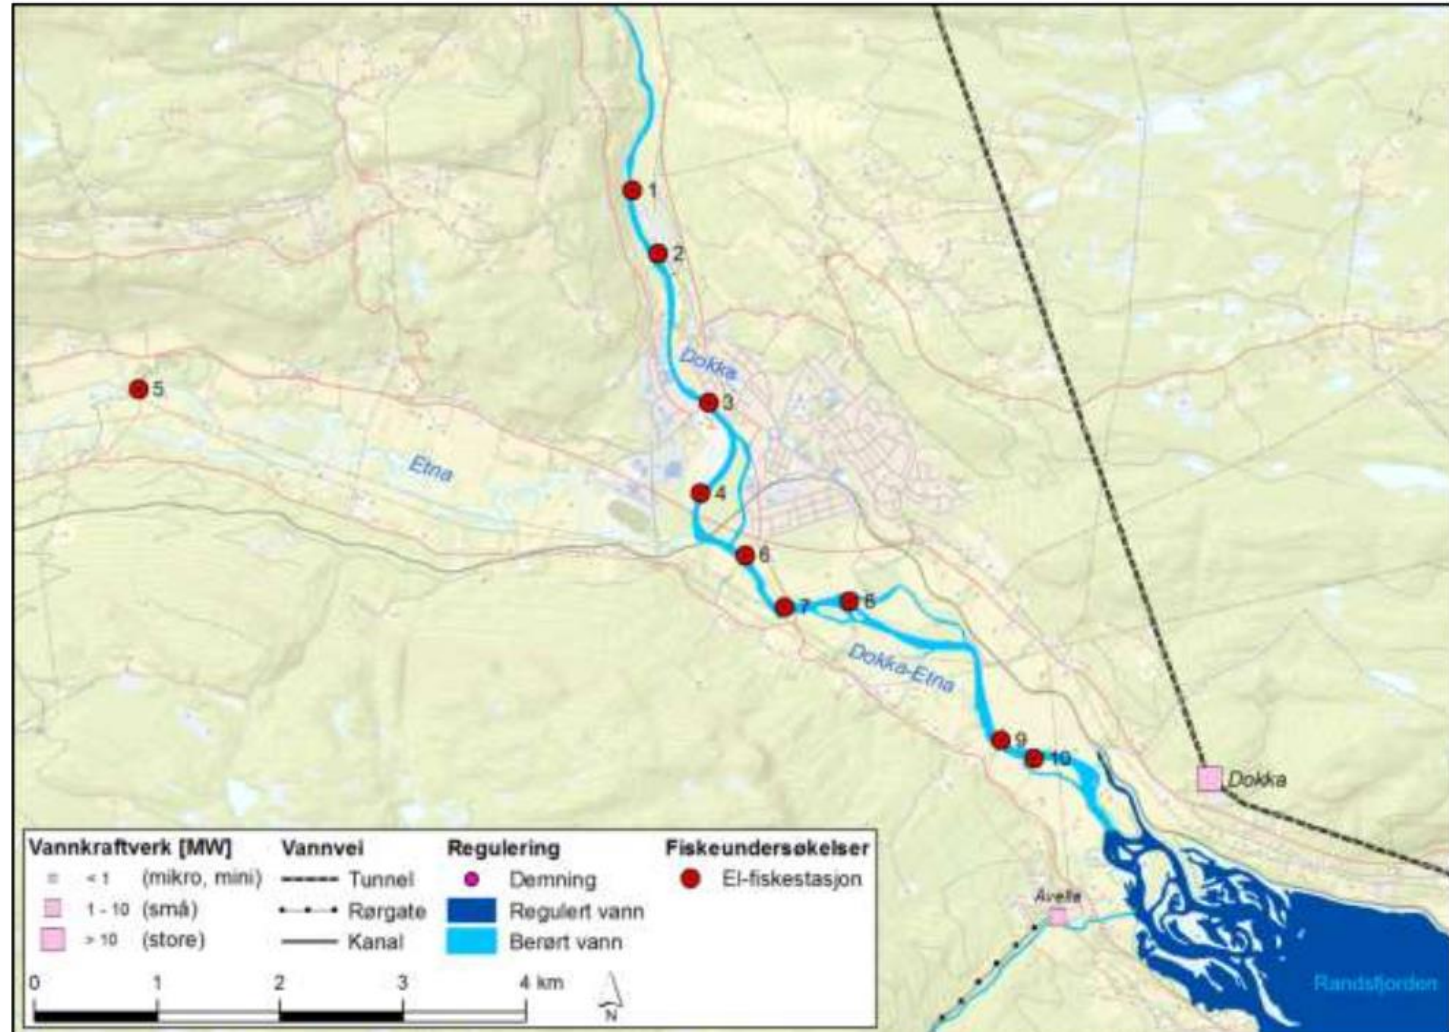 1
2
Dokka
5
3
Etna
4
6
7
8
Dokka-Etna
9
10
Dokka
Vannkraftverk [MW]
Vannvei
Regulering
Fiskeundersøkelser
< 1 (mikro, mini)
Tunnel
Demning
El-fiskestasjon
1 - 10 (små)
Rørgate
Regulert vann
> 10 (store)
Kanal
Berørt vann
Avella
0 1 2 3 4 km
N
Randsfjorden